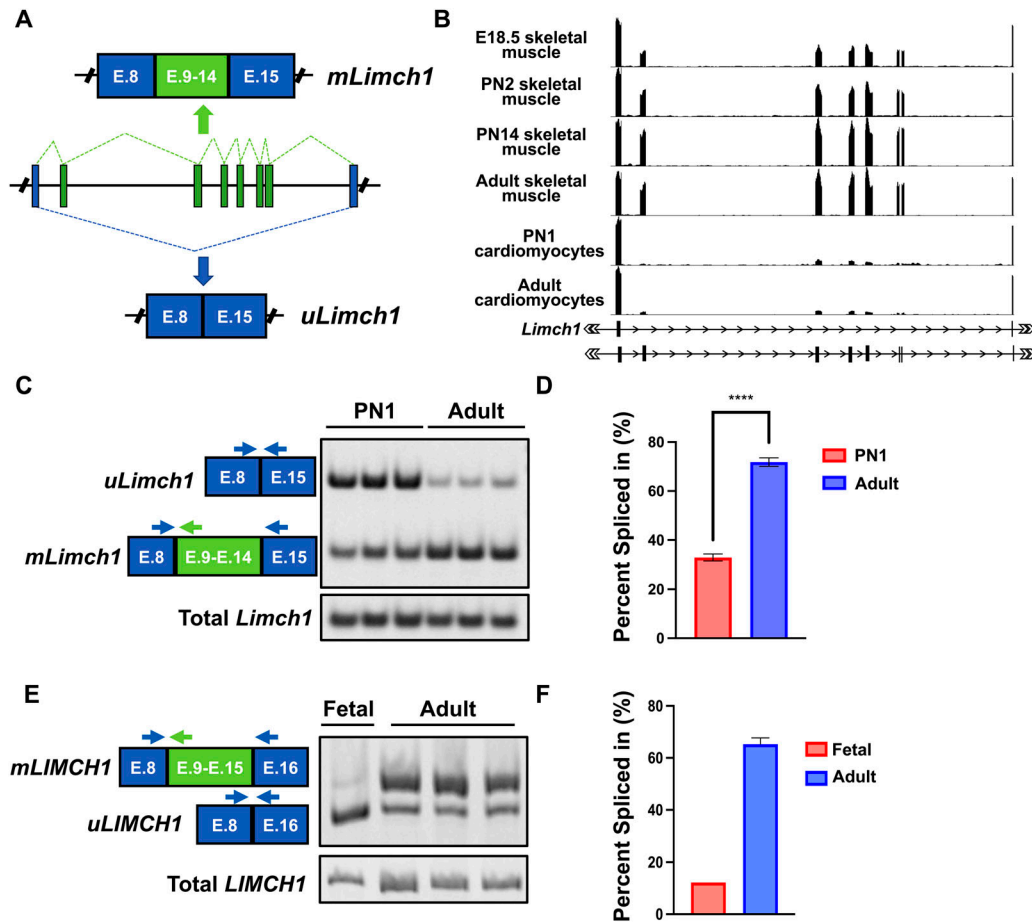 A
E.8 E.9-14 E.15 mLimch1
E.8 E.15 uLimch1
B
E18.5 skeletal
muscle
PN2 skeletal
muscle
PN14 skeletal
muscle
Adult skeletal
muscle
PN1
cardiomyocytes
Adult
cardiomyocytes
Limch1
C
PN1 Adult
uLimch1 E.8 E.15
mLimch1 E.8 E.9-E.14 E.15
Total Limch1
D
Percent Spliced in (%)
80
60
40
20
0
****
PN1
Adult
E
Fetal Adult
mLIMCH1 E.8 E.9-E.15 E.16
uLIMCH1 E.8 E.16
Total LIMCH1
F
Percent Spliced in (%)
80
60
40
20
0
Fetal
Adult